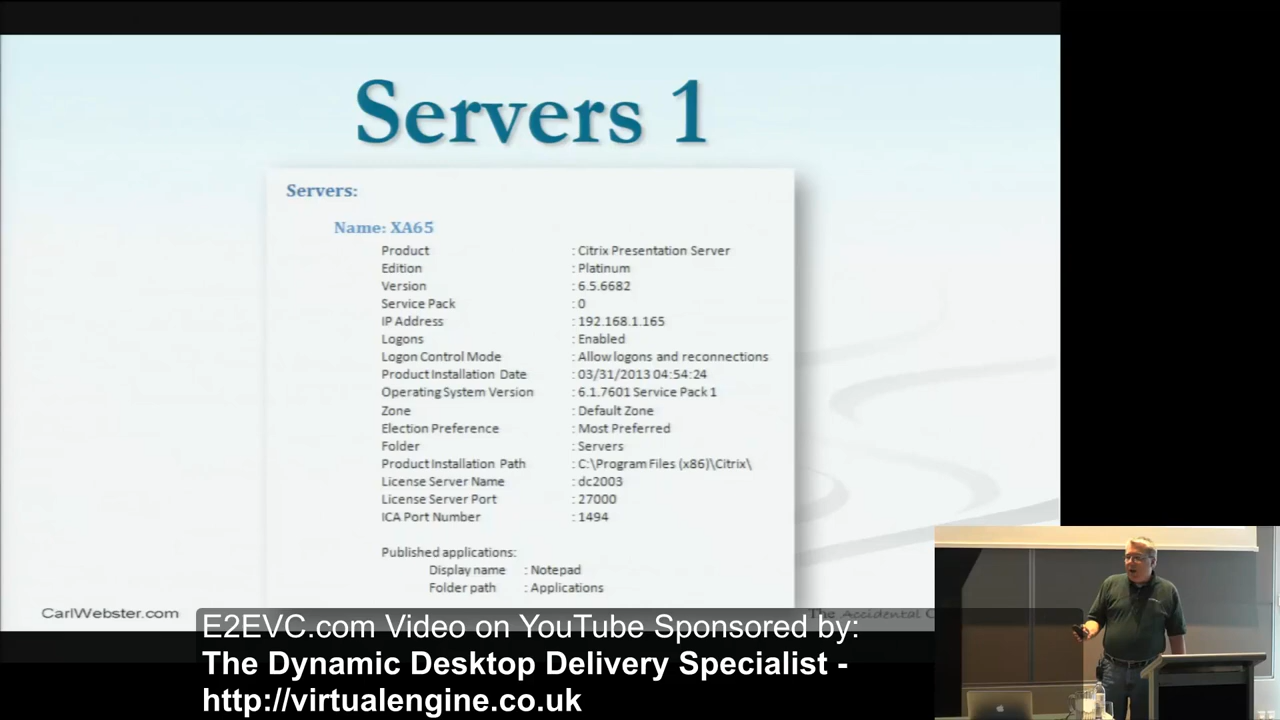 Servers 1
Servers:
Name: XA65
Product : Citrix Presentation Server
Edition : Platinum
Version : 6.5.6682
Service Pack : 0
IP Address : 192.168.1.165
Logons : Enabled
Logon Control Mode : Allow logons and reconnections
Product Installation Date : 03/31/2013 04:54:24
Operating System Version : 6.1.7601 Service Pack 1
Zone : Default Zone
Election Preference : Most Preferred
Folder : Servers
Product Installation Path : C:\Program Files (x86)\Citrix\
License Server Name : dc2003
License Server Port : 27000
ICA Port Number : 1494
Published applications:
Display name : Notepad
Folder path : Applications
CarlWebster.com
The Accidental C
E2EVC.com Video on YouTube Sponsored by:
The Dynamic Desktop Delivery Specialist -
http://virtualengine.co.uk